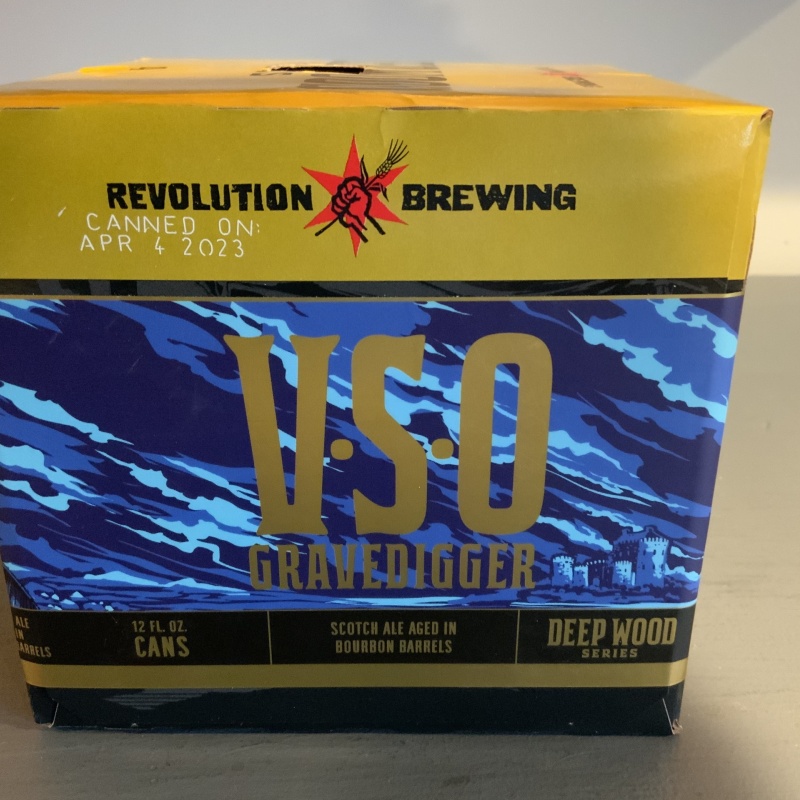 REVOLUTION BREWING
CANNED ON:
APR 4 2023
V·S·O
GRAVEDIGGER
ALE
IN
BARRELS
12 FL. OZ.
CANS
SCOTCH ALE AGED IN
BOURBON BARRELS
DEEP WOOD
SERIES